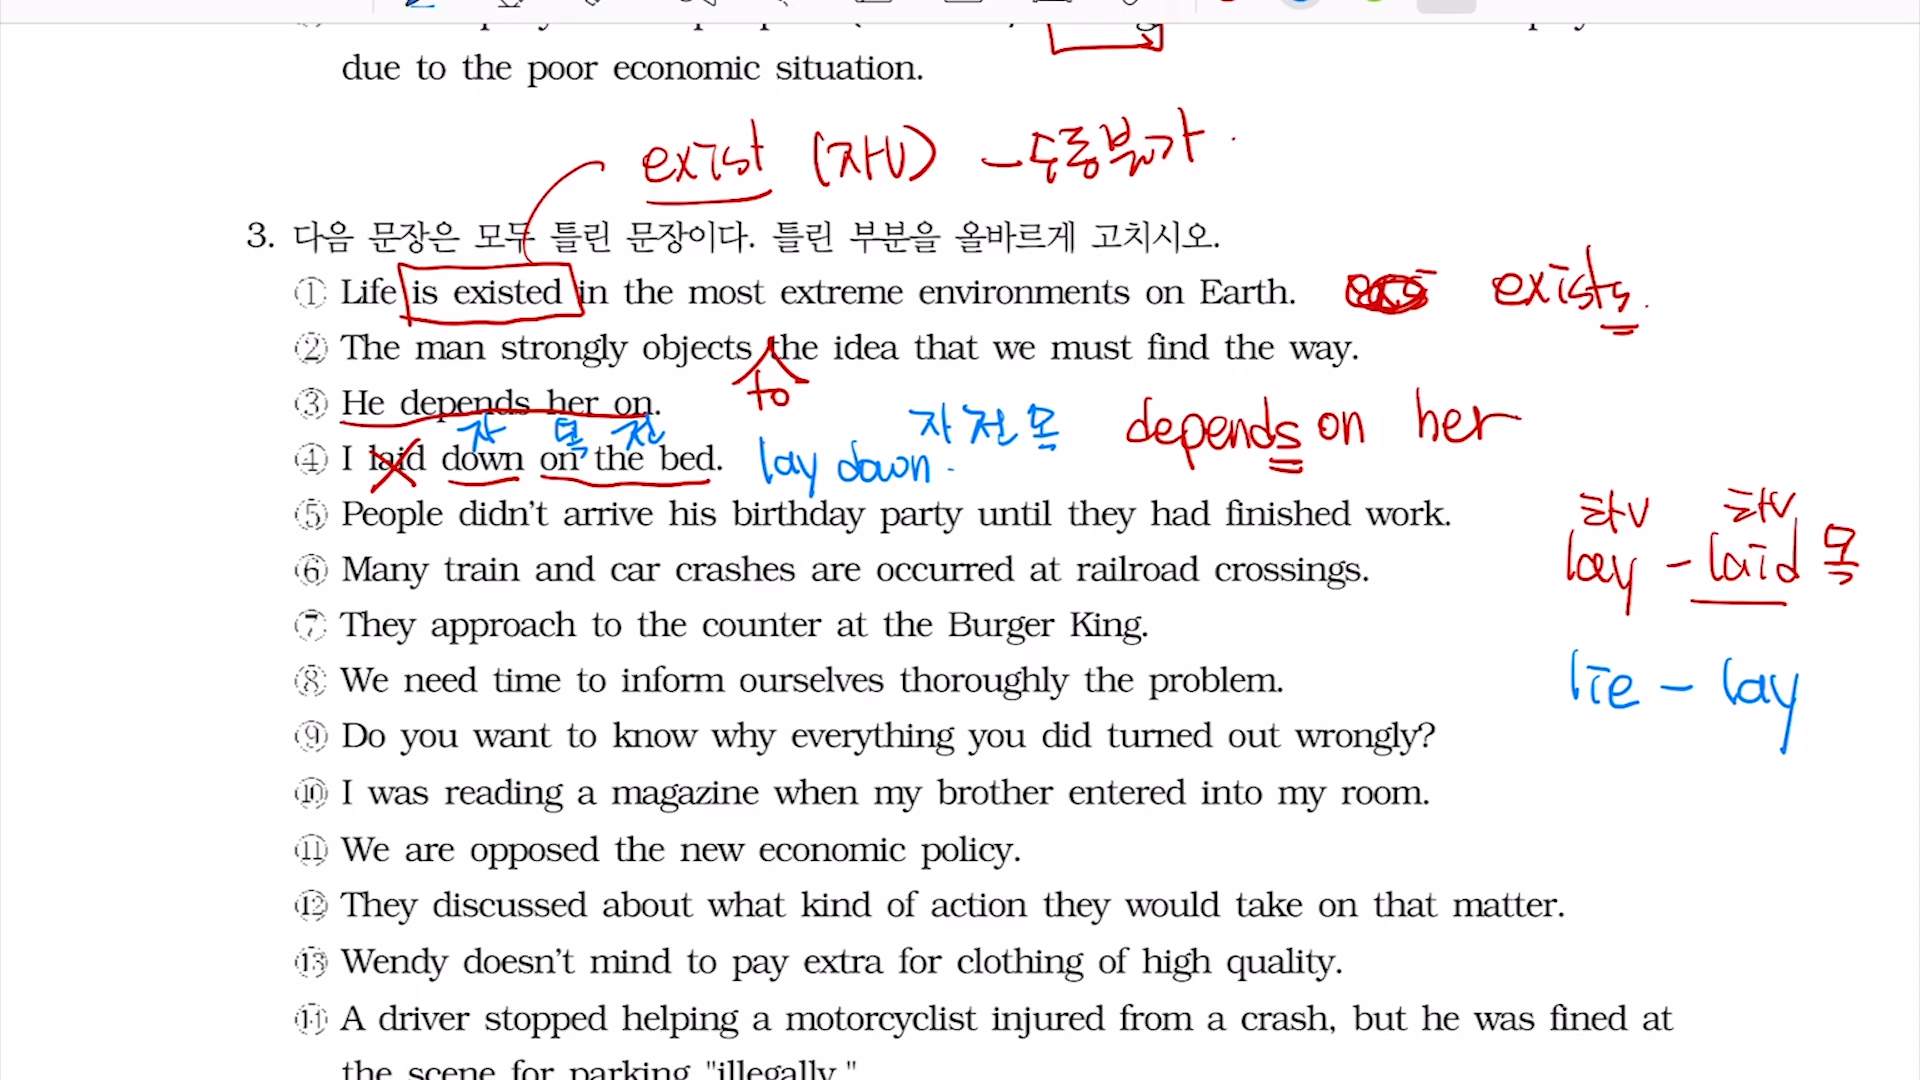 due to the poor economic situation.
exist (자V) - 수동불가.
3. 다음 문장은 모두 틀린 문장이다. 틀린 부분을 올바르게 고치시오.
① Life is existed in the most extreme environments on Earth. exists.
② The man strongly objects the idea that we must find the way.
to
③ He depends her on. depends on her
자 목 전 자 전 목
④ I laid down on the bed. lay down.
타V 타V
lay - laid 목
⑤ People didn't arrive his birthday party until they had finished work.
⑥ Many train and car crashes are occurred at railroad crossings.
⑦ They approach to the counter at the Burger King.
⑧ We need time to inform ourselves thoroughly the problem.
lie - lay
⑨ Do you want to know why everything you did turned out wrongly?
⑩ I was reading a magazine when my brother entered into my room.
⑪ We are opposed the new economic policy.
⑫ They discussed about what kind of action they would take on that matter.
⑬ Wendy doesn't mind to pay extra for clothing of high quality.
⑭ A driver stopped helping a motorcyclist injured from a crash, but he was fined at
the scene for parking "illegally."